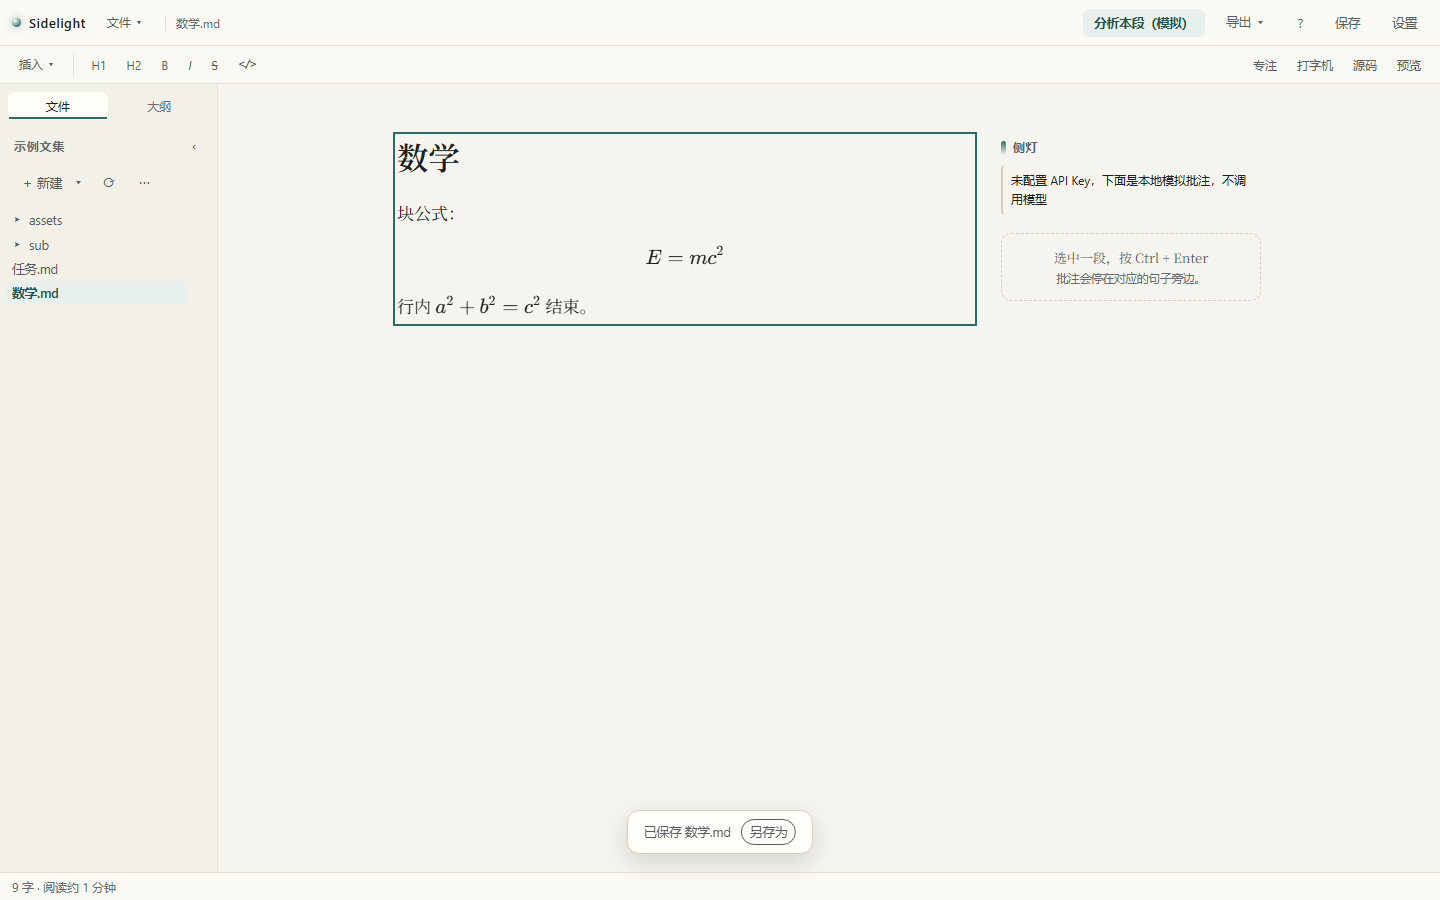 Sidelight 文件 数学.md 分析本段（模拟） 导出 ? 保存 设置
插入 H1 H2 B I S </> 专注 打字机 源码 预览
文件 大纲
示例文集
+ 新建 ···
assets
sub
任务.md
数学.md
数学
块公式：
E = mc²
行内 a² + b² = c² 结束。
侧灯
未配置 API Key，下面是本地模拟批注，不调
用模型
选中一段，按 Ctrl + Enter
批注会停在对应的句子旁边。
已保存 数学.md 另存为
9 字 · 阅读约 1 分钟